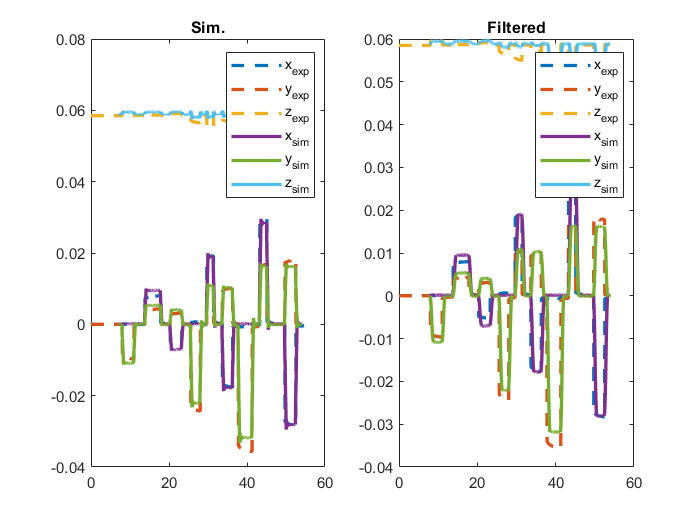 Sim.
0.08
0.06
0.04
0.02
0
-0.02
-0.04
0
20
40
60
x_exp
y_exp
z_exp
x_sim
y_sim
z_sim
Filtered
0.06
0.05
0.04
0.03
0.02
0.01
0
-0.01
-0.02
-0.03
-0.04
0
20
40
60
x_exp
y_exp
z_exp
x_sim
y_sim
z_sim